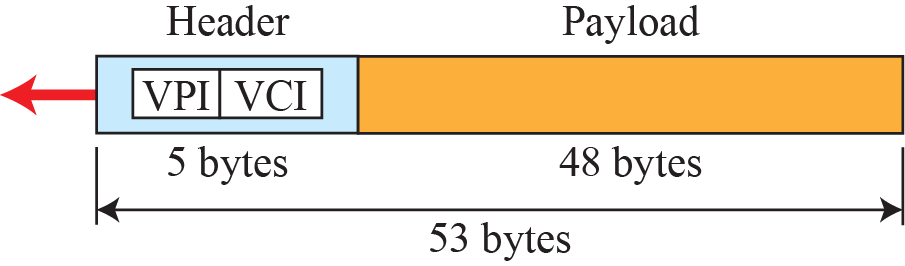 Header Payload
VPI VCI
5 bytes 48 bytes
53 bytes